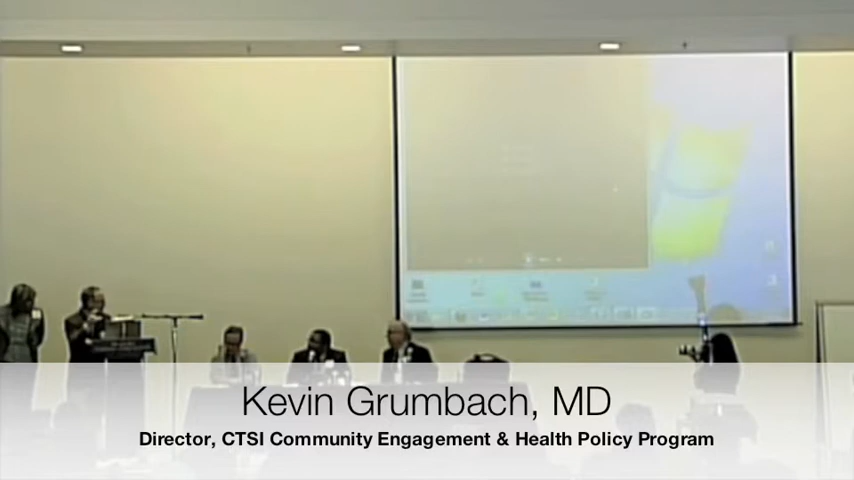 Kevin Grumbach, MD
Director, CTSI Community Engagement & Health Policy Program